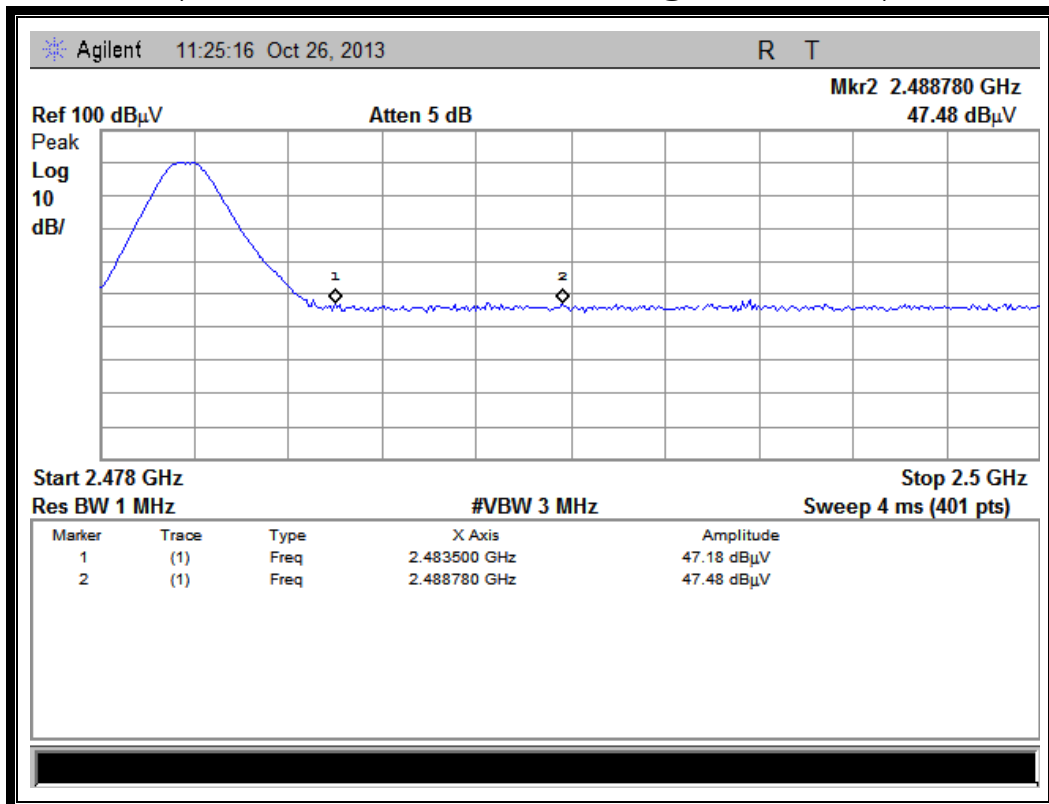 Agilent 11:25:16 Oct 26, 2013 R T
Mkr2 2.488780 GHz
Ref 100 dBµV Atten 5 dB 47.48 dBµV
Peak
Log
10
dB/
1 2
Start 2.478 GHz Stop 2.5 GHz
Res BW 1 MHz #VBW 3 MHz Sweep 4 ms (401 pts)
Marker Trace Type X Axis Amplitude
1 (1) Freq 2.483500 GHz 47.18 dBµV
2 (1) Freq 2.488780 GHz 47.48 dBµV